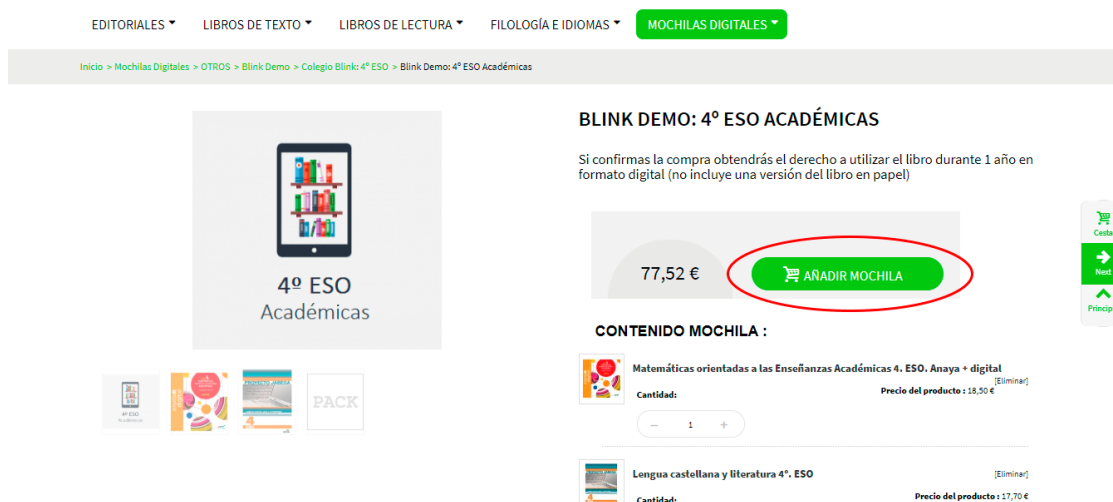 EDITORIALES
LIBROS DE TEXTO
LIBROS DE LECTURA
FILOLOGÍA E IDIOMAS
MOCHILAS DIGITALES
Inicio > Mochilas Digitales > OTROS > Blink Demo > Colegio Blink: 4º ESO > Blink Demo: 4º ESO Académicas
4º ESO
Académicas
4º ESO
Académicas
PACK
BLINK DEMO: 4º ESO ACADÉMICAS
Si confirmas la compra obtendrás el derecho a utilizar el libro durante 1 año en
formato digital (no incluye una versión del libro en papel)
77,52 €
AÑADIR MOCHILA
Cesta
Next
Princip
CONTENIDO MOCHILA :
Matemáticas orientadas a las Enseñanzas Académicas 4. ESO. Anaya + digital
[Eliminar]
Cantidad:
Precio del producto : 18,50 €
− 1 +
Lengua castellana y literatura 4º. ESO
[Eliminar]
Cantidad:
Precio del producto : 17,70 €